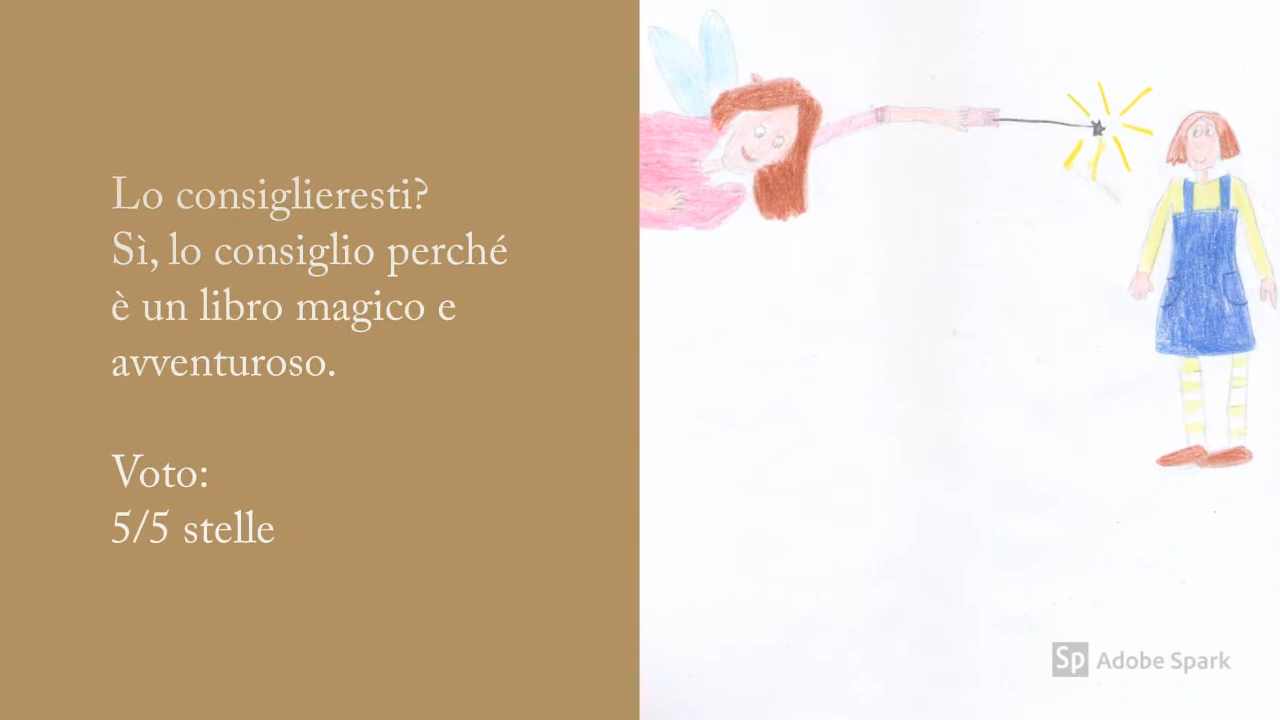 Lo consiglieresti?
Sì, lo consiglio perché
è un libro magico e
avventuroso.
Voto:
5/5 stelle
Sp Adobe Spark